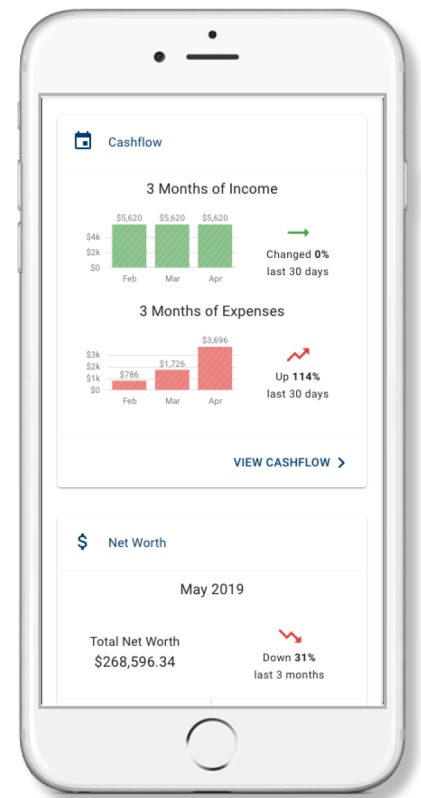 Cashflow
3 Months of Income
$5,620 $5,620 $5,620
$4k
$2k
$0
Feb Mar Apr
Changed 0%
last 30 days
3 Months of Expenses
$3,696
$1,726
$786
$3k
$2k
$1k
$0
Feb Mar Apr
Up 114%
last 30 days
VIEW CASHFLOW
$ Net Worth
May 2019
Total Net Worth
$268,596.34
Down 31%
last 3 months